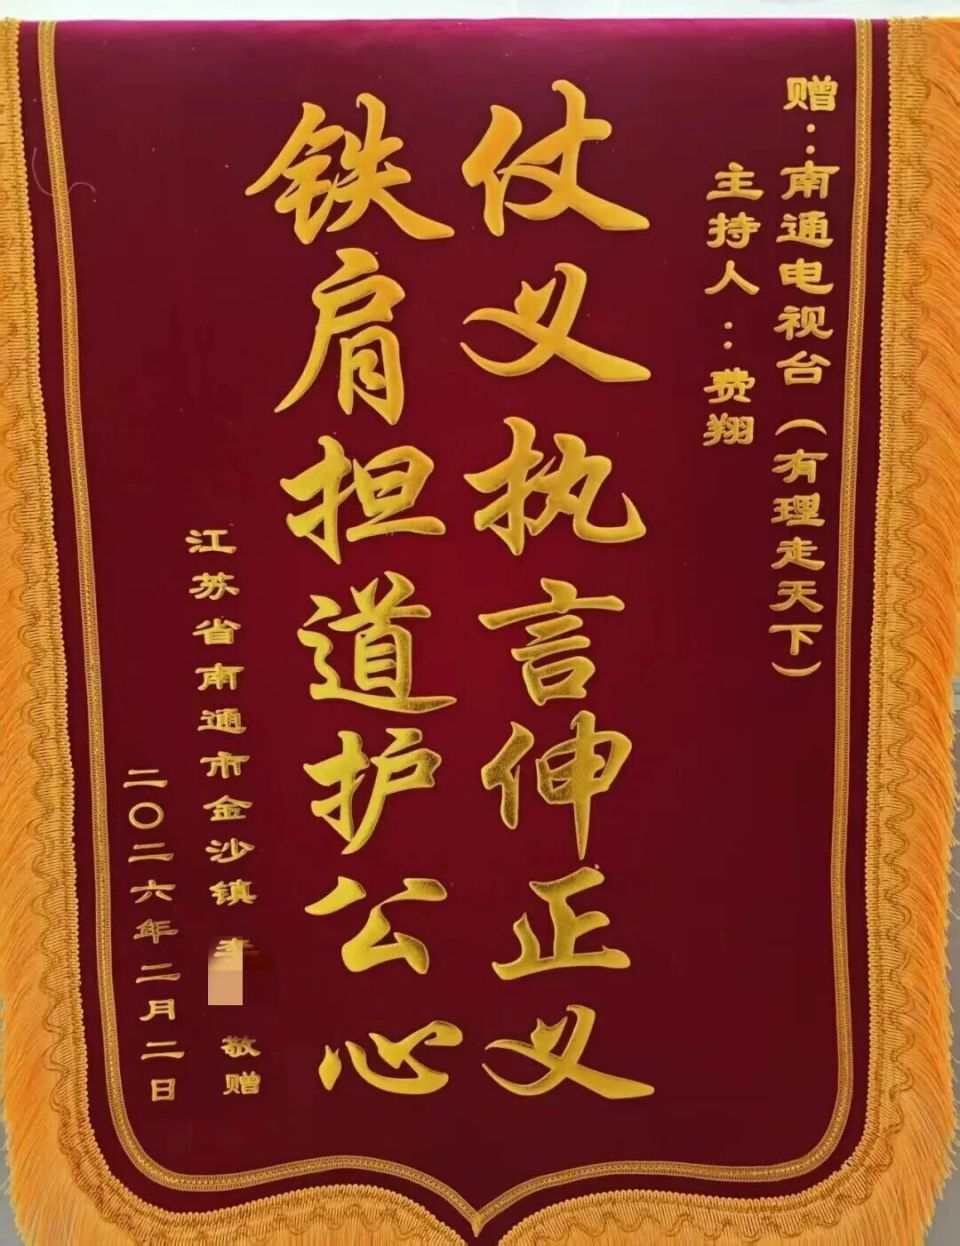 赠：南通电视台（有理走天下）
主持人：费翔
仗义执言伸正义
铁肩担道护公心
江苏省南通市金沙镇 敬赠
二〇二六年二月二日